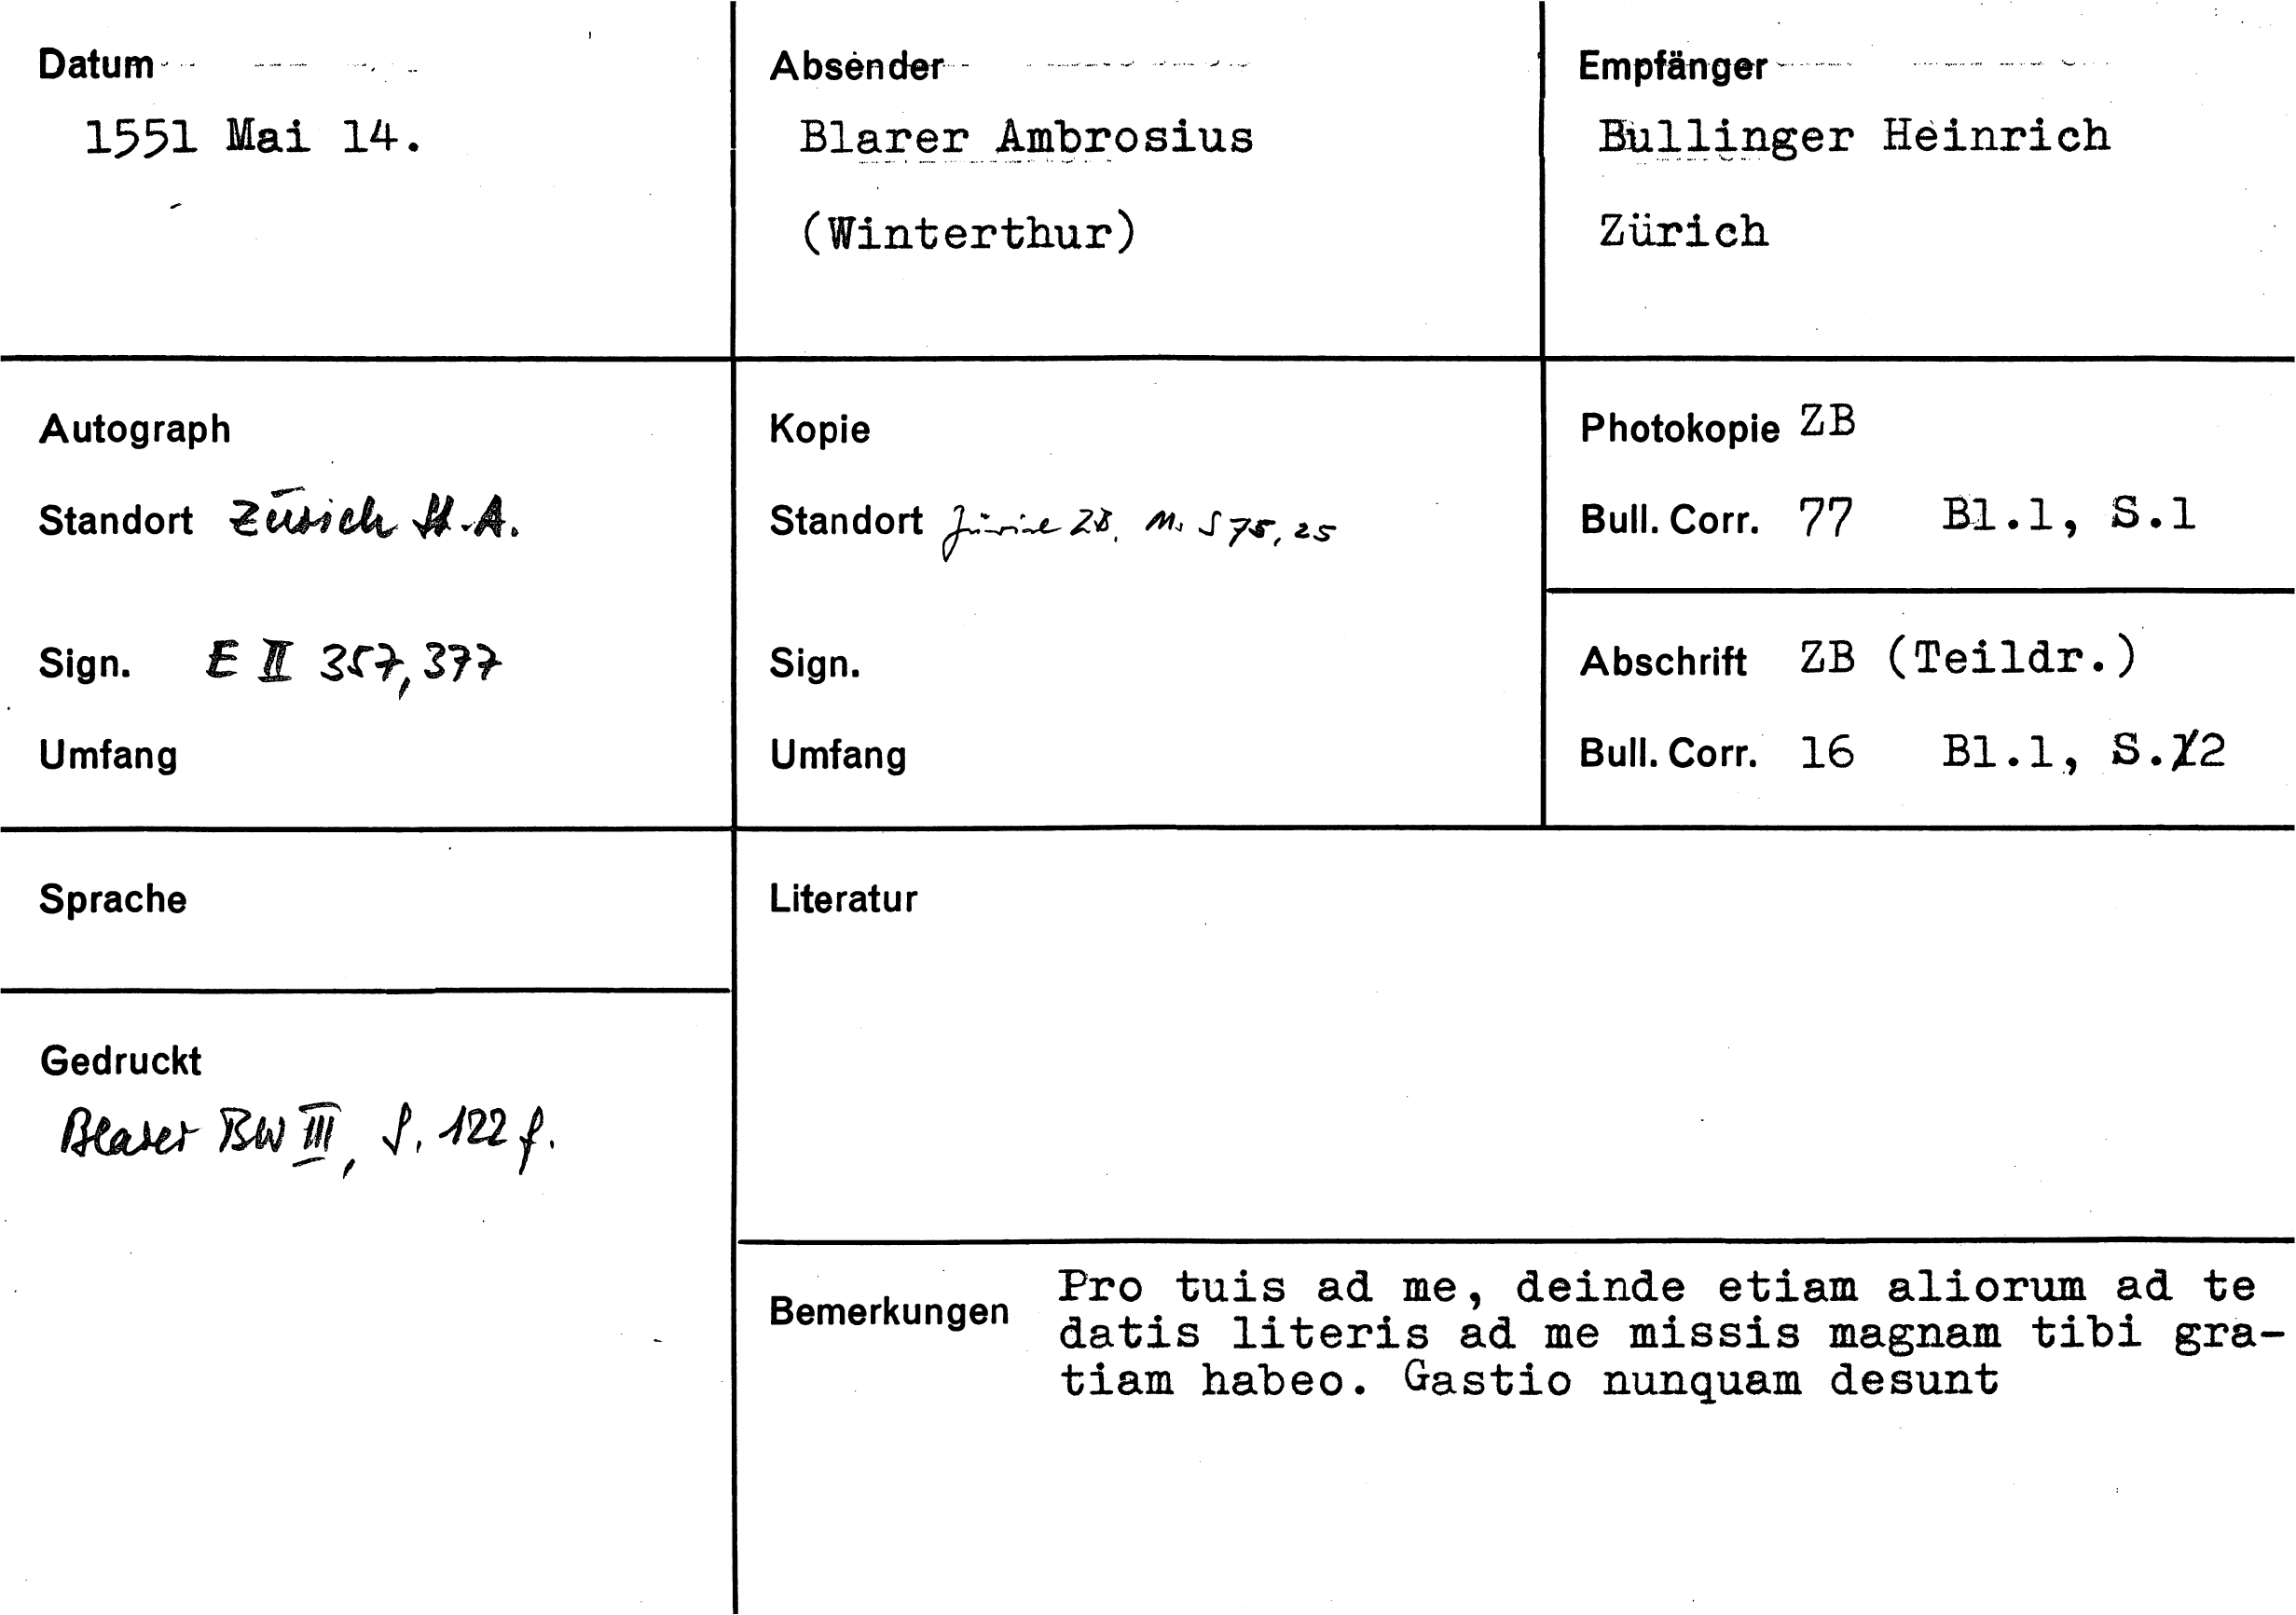 Datum
1551 Mai 14.
Absender
Blarer Ambrosius
(Winterthur)
Empfänger
Bullinger Heinrich
Zürich
Autograph
Standort Zürich St.A.
Sign. E II 357,377
Umfang
Kopie
Standort Zürich ZB, Ms S 75, 25
Sign.
Umfang
Photokopie ZB
Bull. Corr. 77 Bl.1, S.1
Abschrift ZB (Teildr.)
Bull. Corr. 16 Bl.1, S.2
Sprache
Gedruckt
Blarer BW III, S. 122 f.
Literatur
Bemerkungen
Pro tuis ad me, deinde etiam aliorum ad te
datis literis ad me missis magnam tibi gra-
tiam habeo. Gastio nunquam desunt